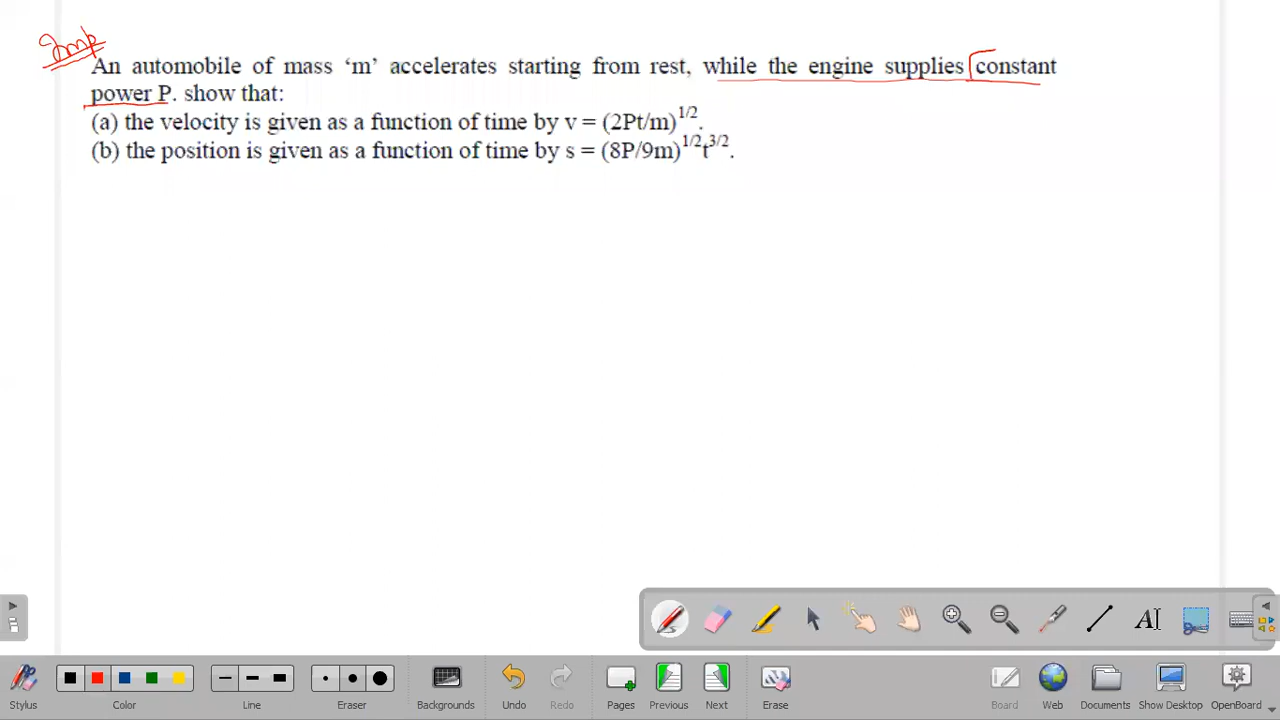 Imp
An automobile of mass ‘m’ accelerates starting from rest, while the engine supplies constant
power P. show that:
(a) the velocity is given as a function of time by v = (2Pt/m)^1/2.
(b) the position is given as a function of time by s = (8P/9m)^1/2t^3/2.
Stylus
Color
Line
Eraser
Backgrounds
Undo
Redo
Pages
Previous
Next
Erase
Board
Web
Documents
Show Desktop
OpenBoard